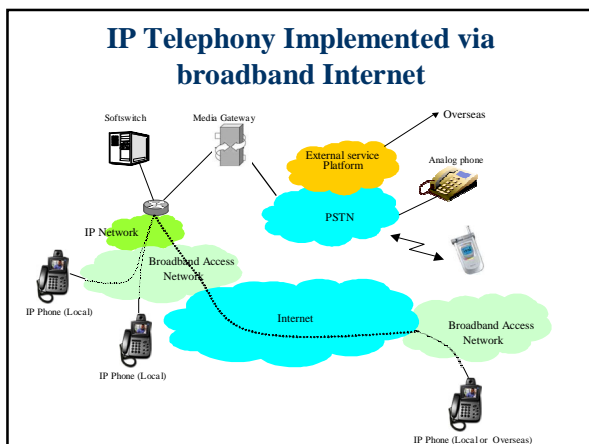 IP Telephony Implemented via
broadband Internet
Softswitch
Media Gateway
Overseas
External service
Platform
Analog phone
PSTN
IP Network
Broadband Access
Network
IP Phone (Local)
Internet
Broadband Access
Network
IP Phone (Local)
IP Phone (Local or Overseas)